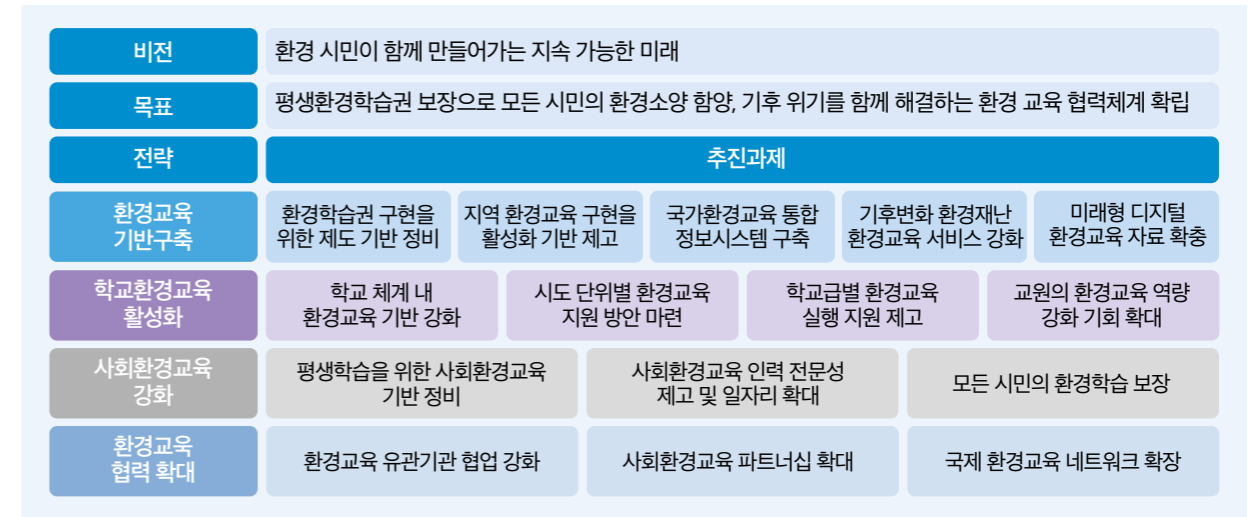 비전
환경 시민이 함께 만들어가는 지속 가능한 미래
목표
평생환경학습권 보장으로 모든 시민의 환경소양 함양, 기후 위기를 함께 해결하는 환경 교육 협력체계 확립
전략
추진과제
환경교육
기반구축
환경학습권 구현을
위한 제도 기반 정비
지역 환경교육 구현을
활성화 기반 제고
국가환경교육 통합
정보시스템 구축
기후변화 환경재난
환경교육 서비스 강화
미래형 디지털
환경교육 자료 확충
학교환경교육
활성화
학교 체계 내
환경교육 기반 강화
시도 단위별 환경교육
지원 방안 마련
학교급별 환경교육
실행 지원 제고
교원의 환경교육 역량
강화 기회 확대
사회환경교육
강화
평생학습을 위한 사회환경교육
기반 정비
사회환경교육 인력 전문성
제고 및 일자리 확대
모든 시민의 환경학습 보장
환경교욱
협력 확대
환경교육 유관기관 협업 강화
사회환경교육 파트너십 확대
국제 환경교육 네트워크 확장